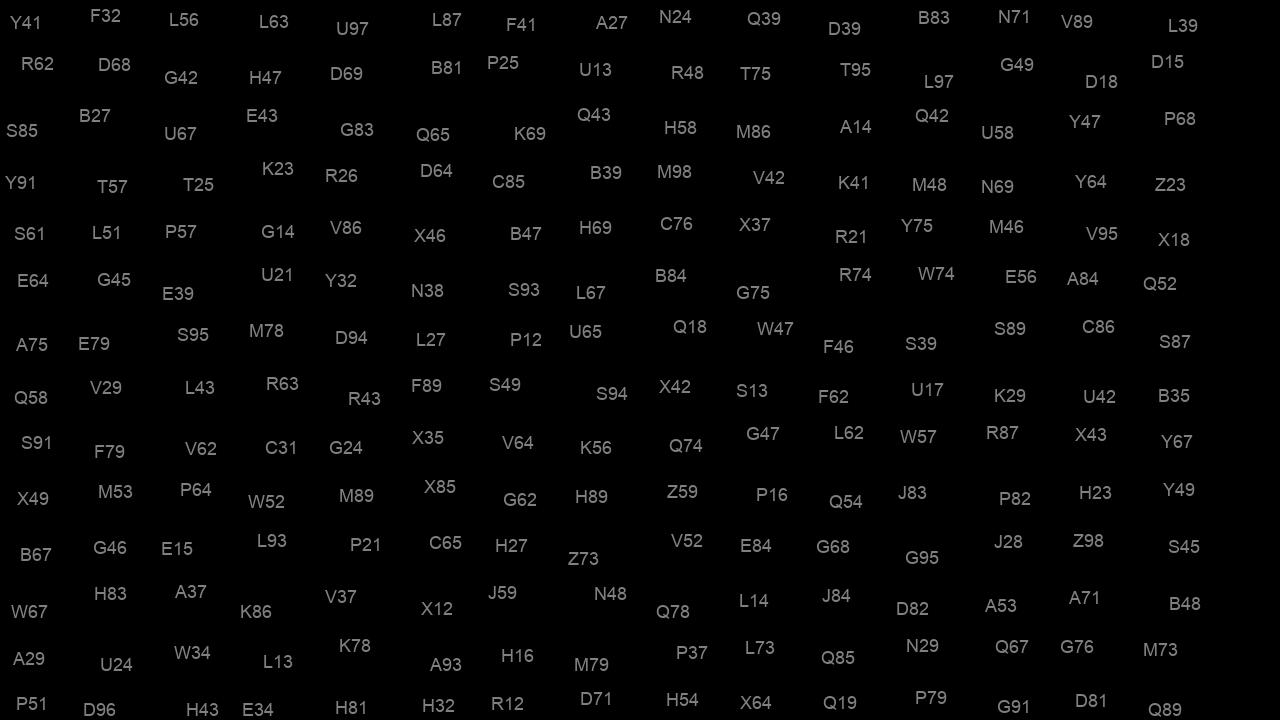 Y41 F32 L56 L63 U97 L87 F41 A27 N24 Q39 D39 B83 N71 V89 L39
R62 D68 G42 H47 D69 B81 P25 U13 R48 T75 T95 L97 G49 D18 D15
S85 B27 U67 E43 G83 Q65 K69 Q43 H58 M86 A14 Q42 U58 Y47 P68
Y91 T57 T25 K23 R26 D64 C85 B39 M98 V42 K41 M48 N69 Y64 Z23
S61 L51 P57 G14 V86 X46 B47 H69 C76 X37 R21 Y75 M46 V95 X18
E64 G45 E39 U21 Y32 N38 S93 L67 B84 G75 R74 W74 E56 A84 Q52
A75 E79 S95 M78 D94 L27 P12 U65 Q18 W47 F46 S39 S89 C86 S87
Q58 V29 L43 R63 R43 F89 S49 S94 X42 S13 F62 U17 K29 U42 B35
S91 F79 V62 C31 G24 X35 V64 K56 Q74 G47 L62 W57 R87 X43 Y67
X49 M53 P64 W52 M89 X85 G62 H89 Z59 P16 Q54 J83 P82 H23 Y49
B67 G46 E15 L93 P21 C65 H27 Z73 V52 E84 G68 G95 J28 Z98 S45
W67 H83 A37 K86 V37 X12 J59 N48 Q78 L14 J84 D82 A53 A71 B48
A29 U24 W34 L13 K78 A93 H16 M79 P37 L73 Q85 N29 Q67 G76 M73
P51 D96 H43 E34 H81 H32 R12 D71 H54 X64 Q19 P79 G91 D81 Q89